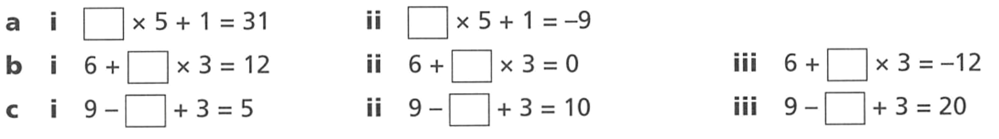 a i □ × 5 + 1 = 31 ii □ × 5 + 1 = –9
b i 6 + □ × 3 = 12 ii 6 + □ × 3 = 0 iii 6 + □ × 3 = –12
c i 9 – □ + 3 = 5 ii 9 – □ + 3 = 10 iii 9 – □ + 3 = 20